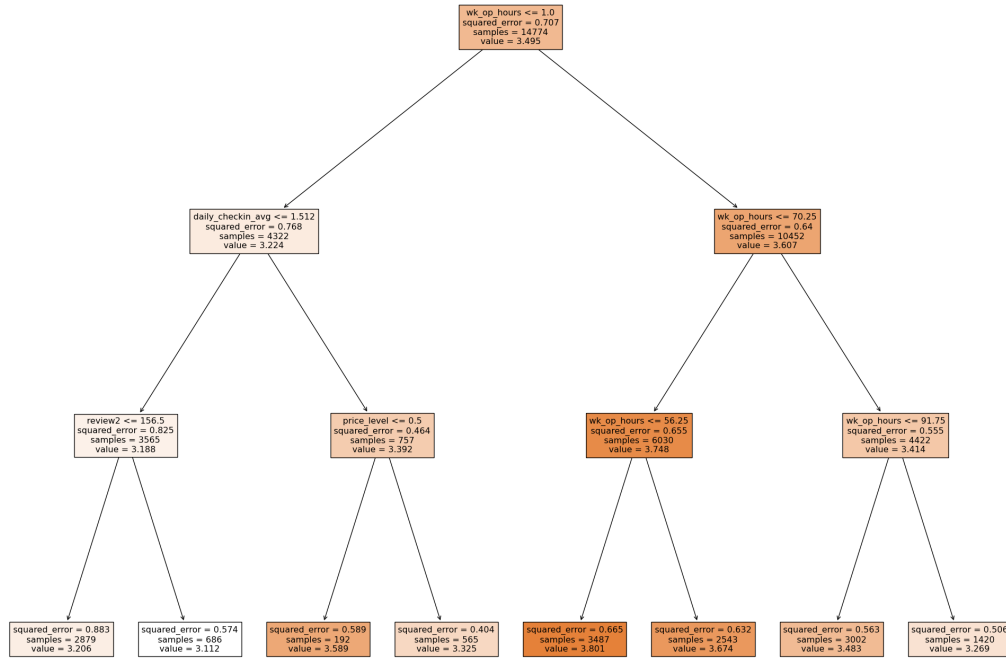 wk_op_hours <= 1.0
squared_error = 0.707
samples = 14774
value = 3.495
daily_checkin_avg <= 1.512
squared_error = 0.768
samples = 4322
value = 3.224
wk_op_hours <= 70.25
squared_error = 0.64
samples = 10452
value = 3.607
review2 <= 156.5
squared_error = 0.825
samples = 3565
value = 3.188
price_level <= 0.5
squared_error = 0.464
samples = 757
value = 3.392
wk_op_hours <= 56.25
squared_error = 0.655
samples = 6030
value = 3.748
wk_op_hours <= 91.75
squared_error = 0.555
samples = 4422
value = 3.414
squared_error = 0.883
samples = 2879
value = 3.206
squared_error = 0.574
samples = 686
value = 3.112
squared_error = 0.589
samples = 192
value = 3.589
squared_error = 0.404
samples = 565
value = 3.325
squared_error = 0.665
samples = 3487
value = 3.801
squared_error = 0.632
samples = 2543
value = 3.674
squared_error = 0.563
samples = 3002
value = 3.483
squared_error = 0.506
samples = 1420
value = 3.269